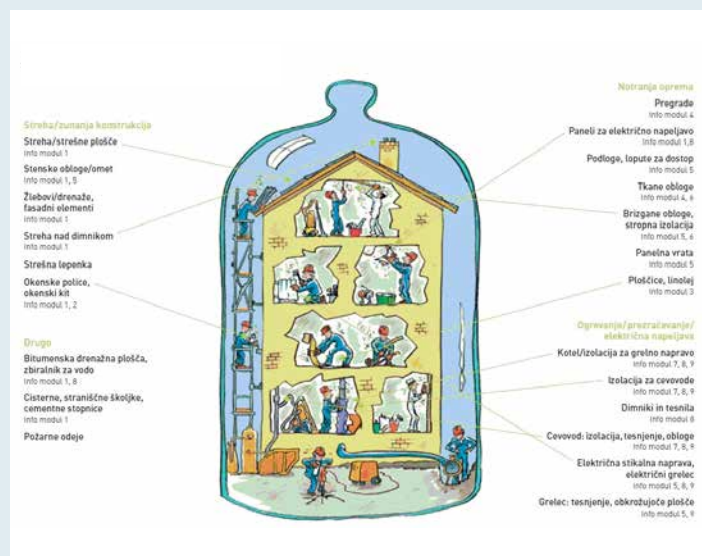 Streha/zunanja konstrukcija
Streha/strešne plošče
Info modul 1
Stenske obloge/omet
Info modul 1, 5
Žlebovi/drenaže,
fasadni elementi
Info modul 1
Streha nad dimnikom
Info modul 1
Strešna lepenka
Okenske police,
okenski kit
Info modul 1, 2
Drugo
Bitumenska drenažna plošča,
zbiralnik za vodo
Info modul 1, 8
Cisterne, straniščne školjke,
cementne stopnice
Info modul 1
Požarne odeje
Notranja oprema
Pregrade
Info modul 4
Paneli za električno napeljavo
Info modul 1,8
Podloge, lopute za dostop
Info modul 5
Tkane obloge
Info modul 4, 6
Brizgane obloge,
stropna izolacija
Info modul 5, 6
Panelna vrata
Info modul 5
Ploščice, linolej
Info modul 3
Ogrevanje/prezračevanje/
električna napeljava
Kotel/izolacija za grelno napravo
Info modul 7, 8, 9
Izolacija za cevovode
Info modul 7, 8, 9
Dimniki in tesnila
Info modul 8
Cevovod: izolacija, tesnjenje, obloge
Info modul 7, 8, 9
Električna stikalna naprava,
električni grelec
Info modul 5, 8, 9
Grelec: tesnjenje, obkrožujoče plošče
Info modul 5, 9